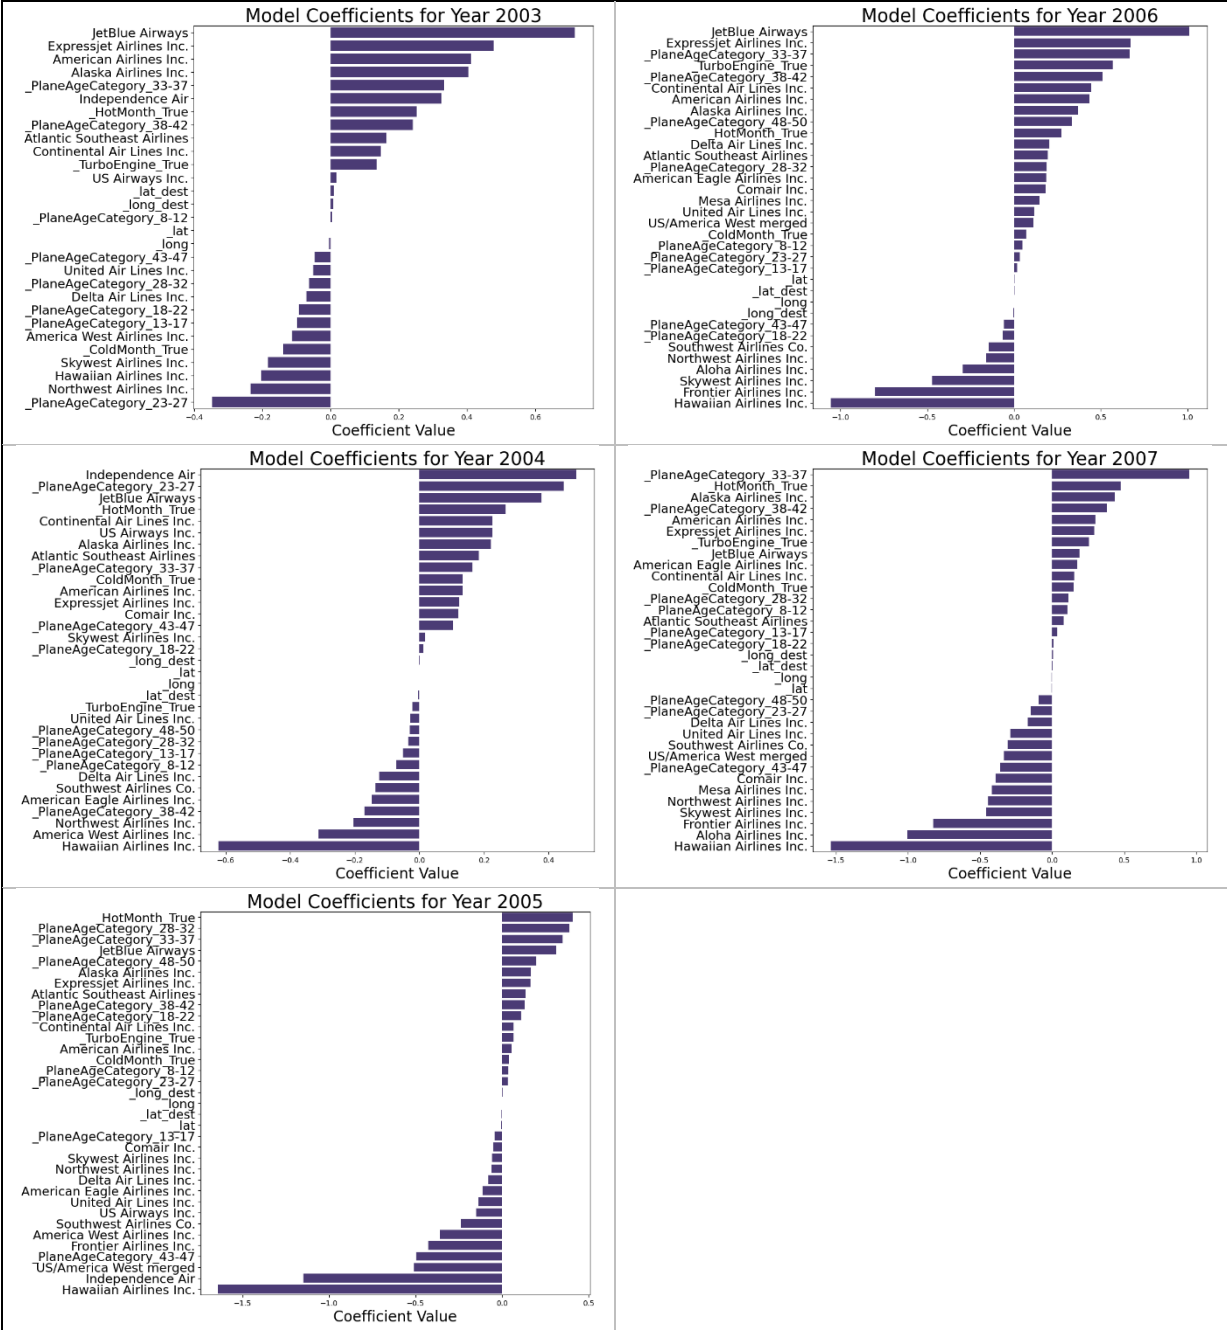 Model Coefficients for Year 2003
JetBlue Airways
Expressjet Airlines Inc.
American Airlines Inc.
Alaska Airlines Inc.
_PlaneAgeCategory_33-37
Independence Air
_HotMonth_True
_PlaneAgeCategory_38-42
Atlantic Southeast Airlines
Continental Air Lines Inc.
_TurboEngine_True
US Airways Inc.
_lat_dest
_long_dest
_PlaneAgeCategory_8-12
_lat
_long
_PlaneAgeCategory_43-47
United Air Lines Inc.
_PlaneAgeCategory_28-32
Delta Air Lines Inc.
_PlaneAgeCategory_18-22
_PlaneAgeCategory_13-17
America West Airlines Inc.
_ColdMonth_True
Skywest Airlines Inc.
Hawaiian Airlines Inc.
Northwest Airlines Inc.
_PlaneAgeCategory_23-27
−0.4 −0.2 0.0 0.2 0.4 0.6
Coefficient Value
Model Coefficients for Year 2006
JetBlue Airways
Expressjet Airlines Inc.
_PlaneAgeCategory_33-37
_TurboEngine_True
_PlaneAgeCategory_38-42
Continental Air Lines Inc.
American Airlines Inc.
Alaska Airlines Inc.
_PlaneAgeCategory_48-50
_HotMonth_True
Delta Air Lines Inc.
Atlantic Southeast Airlines
_PlaneAgeCategory_28-32
American Eagle Airlines Inc.
Comair Inc.
Mesa Airlines Inc.
United Air Lines Inc.
US/America West merged
_ColdMonth_True
_PlaneAgeCategory_8-12
_PlaneAgeCategory_23-27
_PlaneAgeCategory_13-17
_lat
_lat_dest
_long
_long_dest
_PlaneAgeCategory_43-47
_PlaneAgeCategory_18-22
Southwest Airlines Co.
Northwest Airlines Inc.
Aloha Airlines Inc.
Skywest Airlines Inc.
Frontier Airlines Inc.
Hawaiian Airlines Inc.
−1.0 −0.5 0.0 0.5 1.0
Coefficient Value
Model Coefficients for Year 2004
Independence Air
_PlaneAgeCategory_23-27
JetBlue Airways
_HotMonth_True
Continental Air Lines Inc.
US Airways Inc.
Alaska Airlines Inc.
Atlantic Southeast Airlines
_PlaneAgeCategory_33-37
_ColdMonth_True
American Airlines Inc.
Expressjet Airlines Inc.
Comair Inc.
_PlaneAgeCategory_43-47
Skywest Airlines Inc.
_PlaneAgeCategory_18-22
_long_dest
_lat
_long
_lat_dest
_TurboEngine_True
United Air Lines Inc.
_PlaneAgeCategory_48-50
_PlaneAgeCategory_28-32
_PlaneAgeCategory_13-17
_PlaneAgeCategory_8-12
Delta Air Lines Inc.
Southwest Airlines Co.
American Eagle Airlines Inc.
_PlaneAgeCategory_38-42
Northwest Airlines Inc.
America West Airlines Inc.
Hawaiian Airlines Inc.
−0.6 −0.4 −0.2 0.0 0.2 0.4
Coefficient Value
Model Coefficients for Year 2007
_PlaneAgeCategory_33-37
_HotMonth_True
Alaska Airlines Inc.
_PlaneAgeCategory_38-42
American Airlines Inc.
Expressjet Airlines Inc.
_TurboEngine_True
JetBlue Airways
American Eagle Airlines Inc.
Continental Air Lines Inc.
_ColdMonth_True
_PlaneAgeCategory_28-32
_PlaneAgeCategory_8-12
Atlantic Southeast Airlines
_PlaneAgeCategory_13-17
_PlaneAgeCategory_18-22
_long_dest
_lat_dest
_long
_lat
_PlaneAgeCategory_48-50
_PlaneAgeCategory_23-27
Delta Air Lines Inc.
United Air Lines Inc.
Southwest Airlines Co.
US/America West merged
_PlaneAgeCategory_43-47
Comair Inc.
Mesa Airlines Inc.
Northwest Airlines Inc.
Skywest Airlines Inc.
Frontier Airlines Inc.
Aloha Airlines Inc.
Hawaiian Airlines Inc.
−1.5 −1.0 −0.5 0.0 0.5 1.0
Coefficient Value
Model Coefficients for Year 2005
_HotMonth_True
_PlaneAgeCategory_28-32
_PlaneAgeCategory_33-37
JetBlue Airways
_PlaneAgeCategory_48-50
Alaska Airlines Inc.
Expressjet Airlines Inc.
Atlantic Southeast Airlines
_PlaneAgeCategory_38-42
_PlaneAgeCategory_18-22
Continental Air Lines Inc.
_TurboEngine_True
American Airlines Inc.
_ColdMonth_True
_PlaneAgeCategory_8-12
_PlaneAgeCategory_23-27
_long_dest
_long
_lat_dest
_lat
_PlaneAgeCategory_13-17
Comair Inc.
Skywest Airlines Inc.
Northwest Airlines Inc.
Delta Air Lines Inc.
American Eagle Airlines Inc.
United Air Lines Inc.
US Airways Inc.
Southwest Airlines Co.
America West Airlines Inc.
Frontier Airlines Inc.
_PlaneAgeCategory_43-47
US/America West merged
Independence Air
Hawaiian Airlines Inc.
−1.5 −1.0 −0.5 0.0 0.5
Coefficient Value